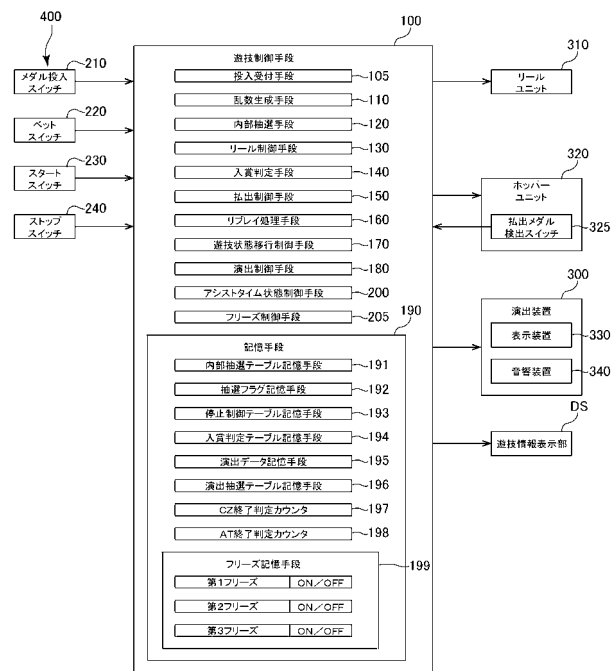 400
210
メダル投入
スイッチ
220
ベット
スイッチ
230
スタート
スイッチ
240
ストップ
スイッチ
100
遊技制御手段
投入受付手段 105
乱数生成手段 110
内部抽選手段 120
リール制御手段 130
入賞判定手段 140
払出制御手段 150
リプレイ処理手段 160
遊技状態移行制御手段 170
演出制御手段 180
アシストタイム状態制御手段 200
フリーズ制御手段 205
190
記憶手段
内部抽選テーブル記憶手段 191
抽選フラグ記憶手段 192
停止制御テーブル記憶手段 193
入賞判定テーブル記憶手段 194
演出データ記憶手段 195
演出抽選テーブル記憶手段 196
CZ終了判定カウンタ 197
AT終了判定カウンタ 198
フリーズ記憶手段 199
第1フリーズ ON/OFF
第2フリーズ ON/OFF
第3フリーズ ON/OFF
310
リール
ユニット
320
ホッパー
ユニット
払出メダル
検出スイッチ 325
300
演出装置
表示装置 330
音響装置 340
DS
遊技情報表示部